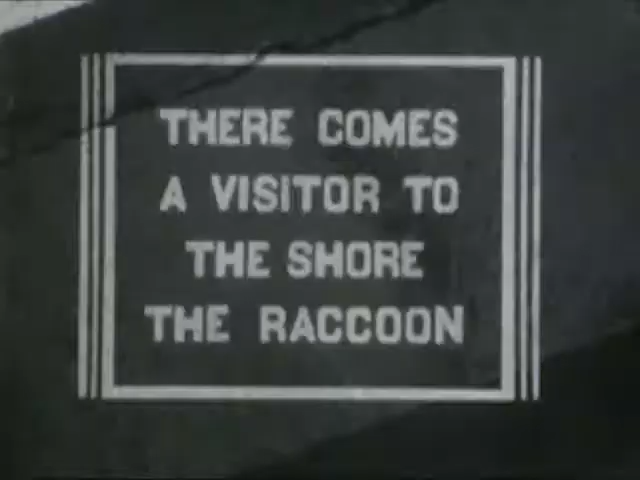 THERE COMES
A VISITOR TO
THE SHORE
THE RACCOON